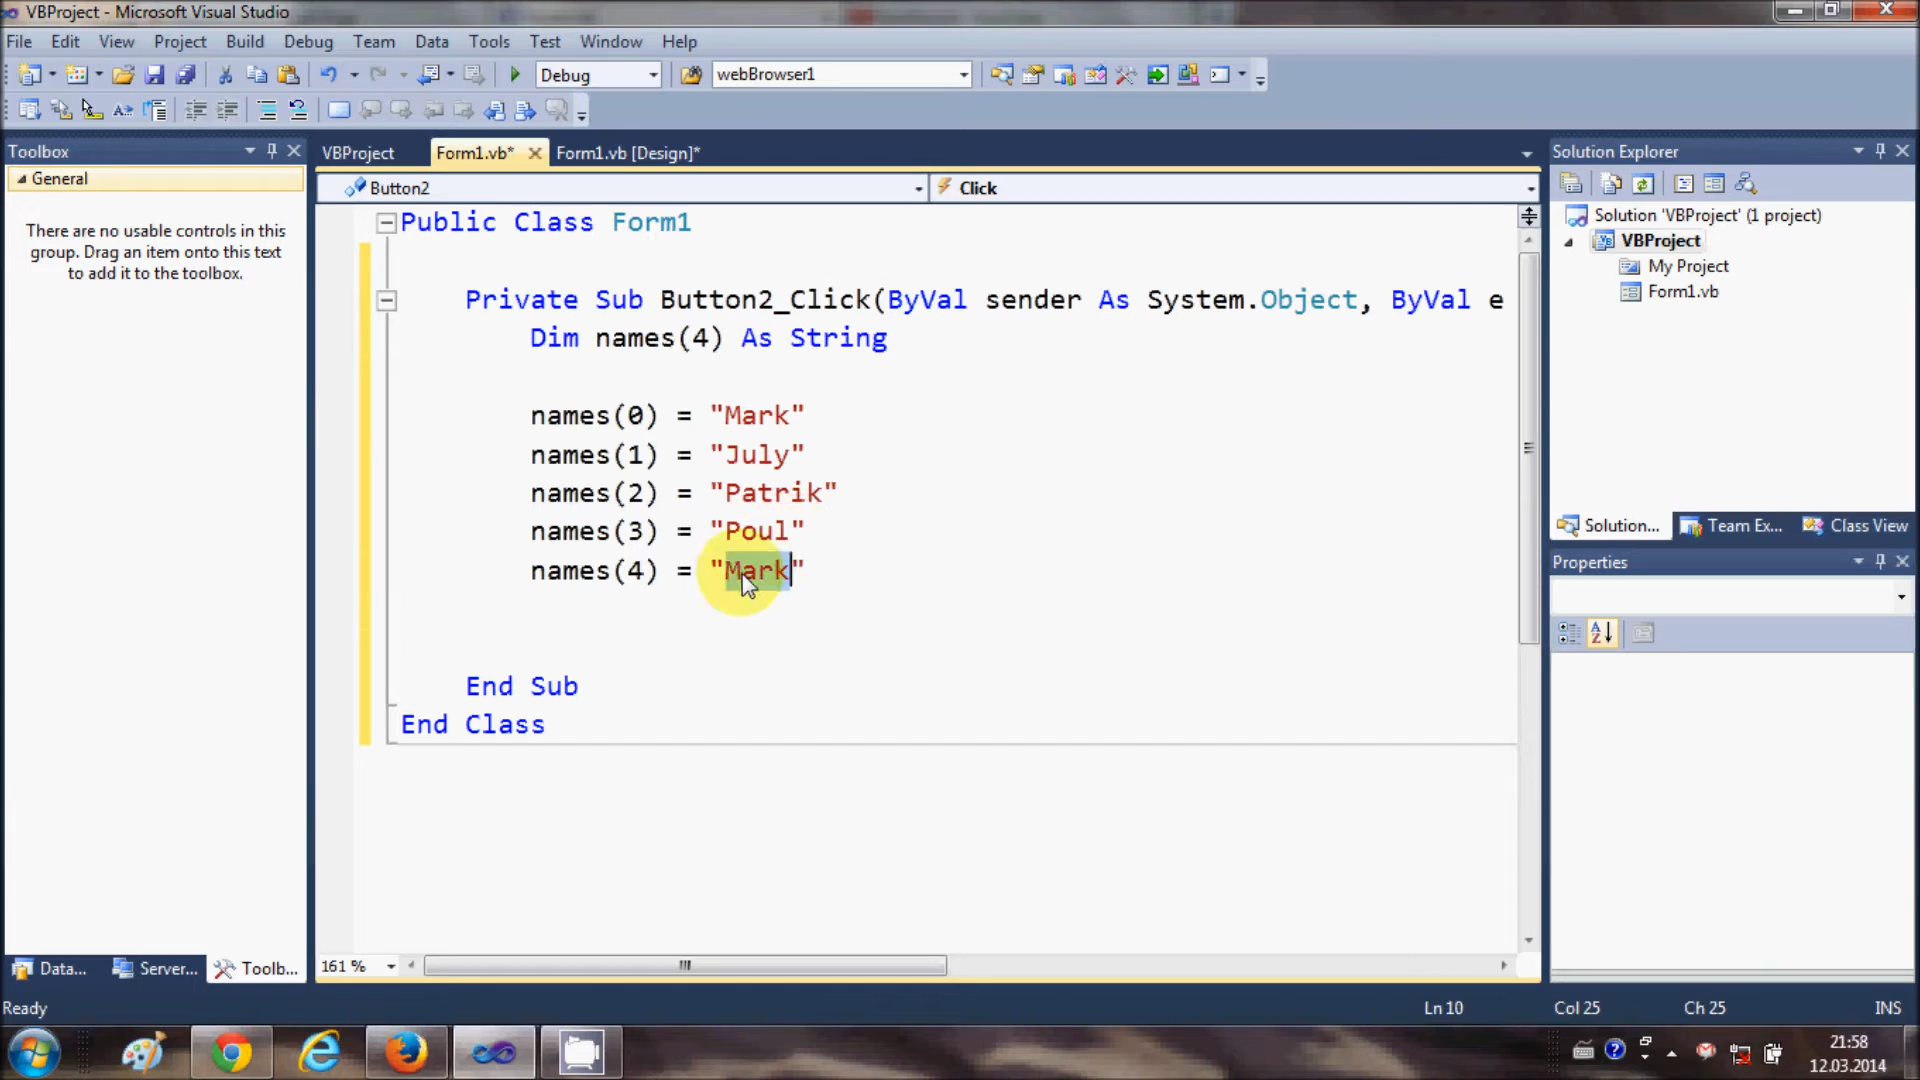 VBProject - Microsoft Visual Studio
File Edit View Project Build Debug Team Data Tools Test Window Help
Debug webBrowser1
Toolbox
General
There are no usable controls in this
group. Drag an item onto this text
to add it to the toolbox.
VBProject Form1.vb* Form1.vb [Design]*
Button2 Click
Public Class Form1
Private Sub Button2_Click(ByVal sender As System.Object, ByVal e
Dim names(4) As String
names(0) = "Mark"
names(1) = "July"
names(2) = "Patrik"
names(3) = "Poul"
names(4) = "Mark"
End Sub
End Class
Solution Explorer
Solution 'VBProject' (1 project)
VBProject
My Project
Form1.vb
Solution... Team Ex... Class View
Properties
Data... Server... Toolb...
161 %
Ready Ln 10 Col 25 Ch 25 INS
21:58
12.03.2014